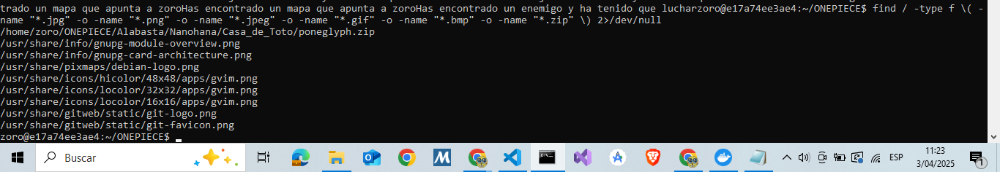 trado un mapa que apunta a zoroHas encontrado un mapa que apunta a zoroHas encontrado un enemigo y ha tenido que lucharzoro@e17a74ee3ae4:~/ONEPIECE$ find / -type f \( -
name "*.jpg" -o -name "*.png" -o -name "*.jpeg" -o -name "*.gif" -o -name "*.bmp" -o -name "*.zip" \) 2>/dev/null
/home/zoro/ONEPIECE/Alabasta/Nanohana/Casa_de_Toto/poneglyph.zip
/usr/share/info/gnupg-module-overview.png
/usr/share/info/gnupg-card-architecture.png
/usr/share/pixmaps/debian-logo.png
/usr/share/icons/hicolor/48x48/apps/gvim.png
/usr/share/icons/locolor/32x32/apps/gvim.png
/usr/share/icons/locolor/16x16/apps/gvim.png
/usr/share/gitweb/static/git-logo.png
/usr/share/gitweb/static/git-favicon.png
zoro@e17a74ee3ae4:~/ONEPIECE$
Buscar
ESP
11:23
3/04/2025
1